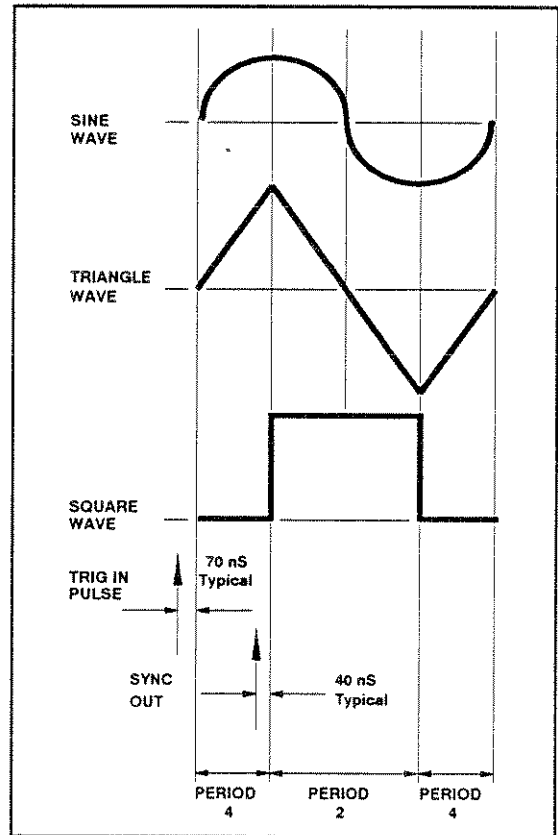 SINE
WAVE
TRIANGLE
WAVE
SQUARE
WAVE
TRIG IN
PULSE
70 nS
Typical
SYNC
OUT
40 nS
Typical
PERIOD
4
PERIOD
2
PERIOD
4